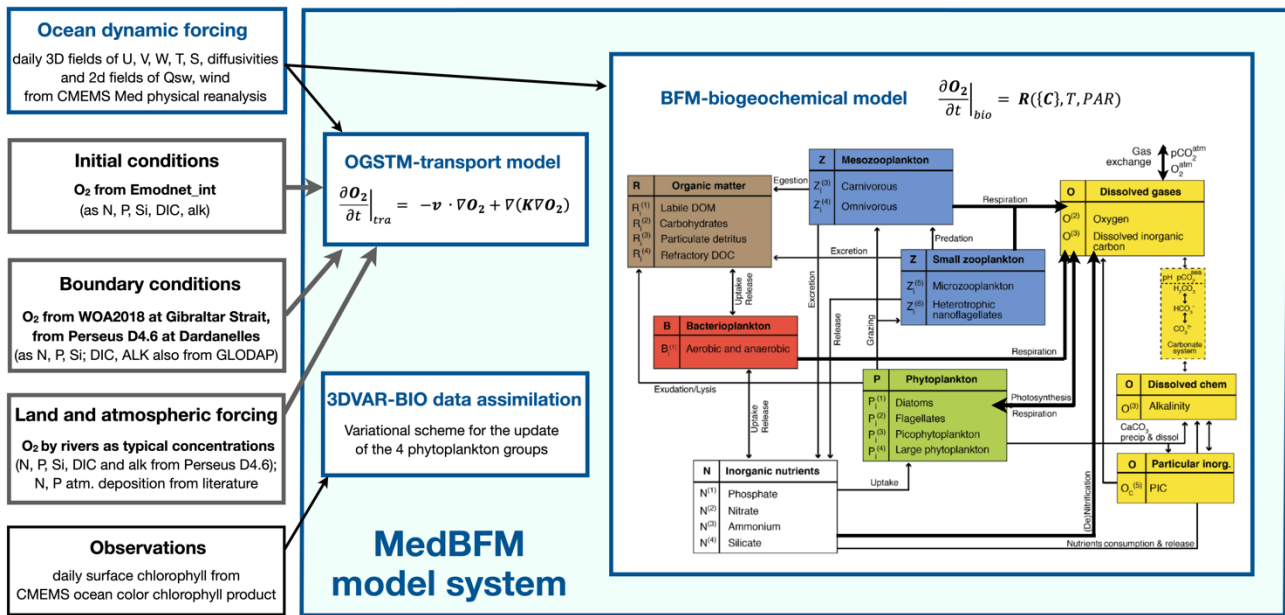 Ocean dynamic forcing
daily 3D fields of U, V, W, T, S, diffusivities
and 2d fields of Qsw, wind
from CMEMS Med physical reanalysis
Initial conditions
O₂ from Emodnet_int
(as N, P, Si, DIC, alk)
Boundary conditions
O₂ from WOA2018 at Gibraltar Strait,
from Perseus D4.6 at Dardanelles
(as N, P, Si; DIC, ALK also from GLODAP)
Land and atmospheric forcing
O₂ by rivers as typical concentrations
(N, P, Si, DIC and alk from Perseus D4.6);
N, P atm. deposition from literature
Observations
daily surface chlorophyll from
CMEMS ocean color chlorophyll product
OGSTM-transport model
∂O₂/∂t|tra = −v · ∇O₂ + ∇(K∇O₂)
3DVAR-BIO data assimilation
Variational scheme for the update
of the 4 phytoplankton groups
MedBFM
model system
BFM-biogeochemical model
∂O₂/∂t|bio = R({C}, T, PAR)
R Organic matter
Rᵢ⁽¹⁾ Labile DOM
Rᵢ⁽²⁾ Carbohydrates
Rᵢ⁽³⁾ Particulate detritus
Rᵢ⁽⁴⁾ Refractory DOC
Z Mesozooplankton
Zᵢ⁽³⁾ Carnivorous
Zᵢ⁽⁴⁾ Omnivorous
Z Small zooplankton
Zᵢ⁽⁵⁾ Microzooplankton
Zᵢ⁽⁶⁾ Heterotrophic
nanoflagellates
B Bacterioplankton
Bᵢ⁽¹⁾ Aerobic and anaerobic
P Phytoplankton
Pᵢ⁽¹⁾ Diatoms
Pᵢ⁽²⁾ Flagellates
Pᵢ⁽³⁾ Picophytoplankton
Pᵢ⁽⁴⁾ Large phytoplankton
N Inorganic nutrients
N⁽¹⁾ Phosphate
N⁽²⁾ Nitrate
N⁽³⁾ Ammonium
N⁽⁴⁾ Silicate
Gas
exchange
pCO₂ᵃᵗᵐ
O₂ᵃᵗᵐ
O Dissolved gases
O⁽²⁾ Oxygen
O⁽³⁾ Dissolved inorganic
carbon
pH pCO₂ˢᵉᵃ
H₂CO₃
HCO₃⁻
CO₃²⁻
Carbonate
system
O Dissolved chem
O⁽³⁾ Alkalinity
O Particular inorg.
O꜀⁽⁵⁾ PIC
Egestion
Respiration
Predation
Excretion
Uptake
Release
Excretion
Release
Grazing
Respiration
Exudation/Lysis
Photosynthesis
Respiration
CaCO₃
precip & dissol
Uptake
Release
Uptake
(De)Nitrification
Nutrients consumption & release